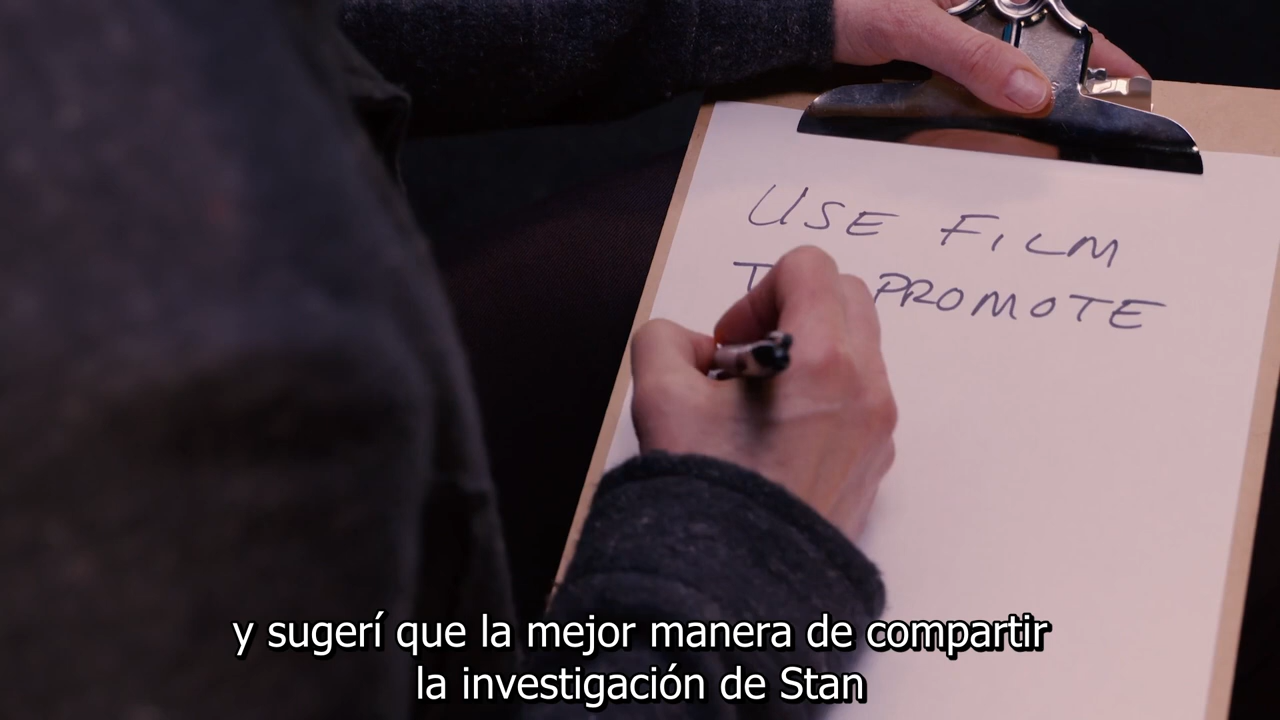 USE FILM
PROMOTE
y sugerí que la mejor manera de compartir
la investigación de Stan